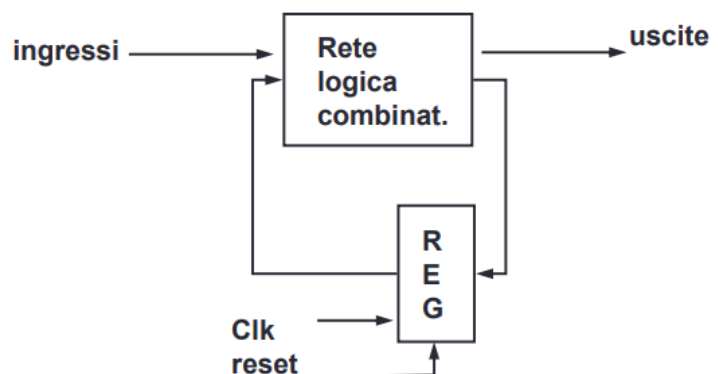 ingressi
Rete
logica
combinat.
uscite
R
E
G
Clk
reset